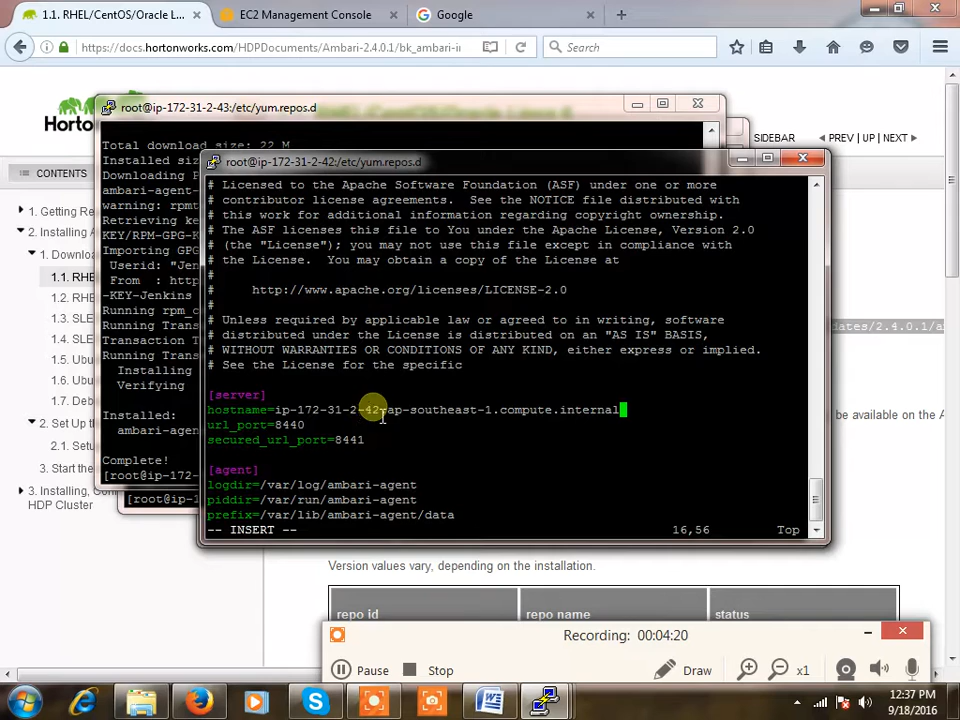 1.1. RHEL/CentOS/Oracle L...
EC2 Management Console
Google
https://docs.hortonworks.com/HDPDocuments/Ambari-2.4.0.1/bk_ambari-i
Search
root@ip-172-31-2-43:/etc/yum.repos.d
Horto
SIDEBAR
PREV | UP | NEXT
CONTENTS
1. Getting R
2. Installing A
1. Downloa
1.1. RHE
1.2. RHE
1.3. SLE
1.4. SLE
1.5. Ubu
1.6. Ubu
1.7. Deb
2. Set Up th
2.1. Setu
3. Start the
3. Installing, Con
HDP Cluster
Total download size: 22 M
Installed siz
Downloading P
ambari-agent-
warning: rpmt
Retrieving ke
KEY/RPM-GPG-K
Importing GPG
Userid: "Jen
From : http
-KEY-Jenkins
Running rpm_c
Running Trans
Transaction T
Running Trans
Installing
Verifying
Installed:
ambari-agen
Complete!
[root@ip-172-
[root@ip-1
root@ip-172-31-2-42:/etc/yum.repos.d
# Licensed to the Apache Software Foundation (ASF) under one or more
# contributor license agreements.  See the NOTICE file distributed with
# this work for additional information regarding copyright ownership.
# The ASF licenses this file to You under the Apache License, Version 2.0
# (the "License"); you may not use this file except in compliance with
# the License.  You may obtain a copy of the License at
#
#     http://www.apache.org/licenses/LICENSE-2.0
#
# Unless required by applicable law or agreed to in writing, software
# distributed under the License is distributed on an "AS IS" BASIS,
# WITHOUT WARRANTIES OR CONDITIONS OF ANY KIND, either express or implied.
# See the License for the specific
[server]
hostname=ip-172-31-2-42.ap-southeast-1.compute.internal
url_port=8440
secured_url_port=8441
[agent]
logdir=/var/log/ambari-agent
piddir=/var/run/ambari-agent
prefix=/var/lib/ambari-agent/data
-- INSERT --
16,56
Top
dates/2.4.0.1/a
be available on the A
Version values vary, depending on the installation.
repo id
repo name
status
Recording: 00:04:20
Pause
Stop
Draw
x1
12:37 PM
9/18/2016